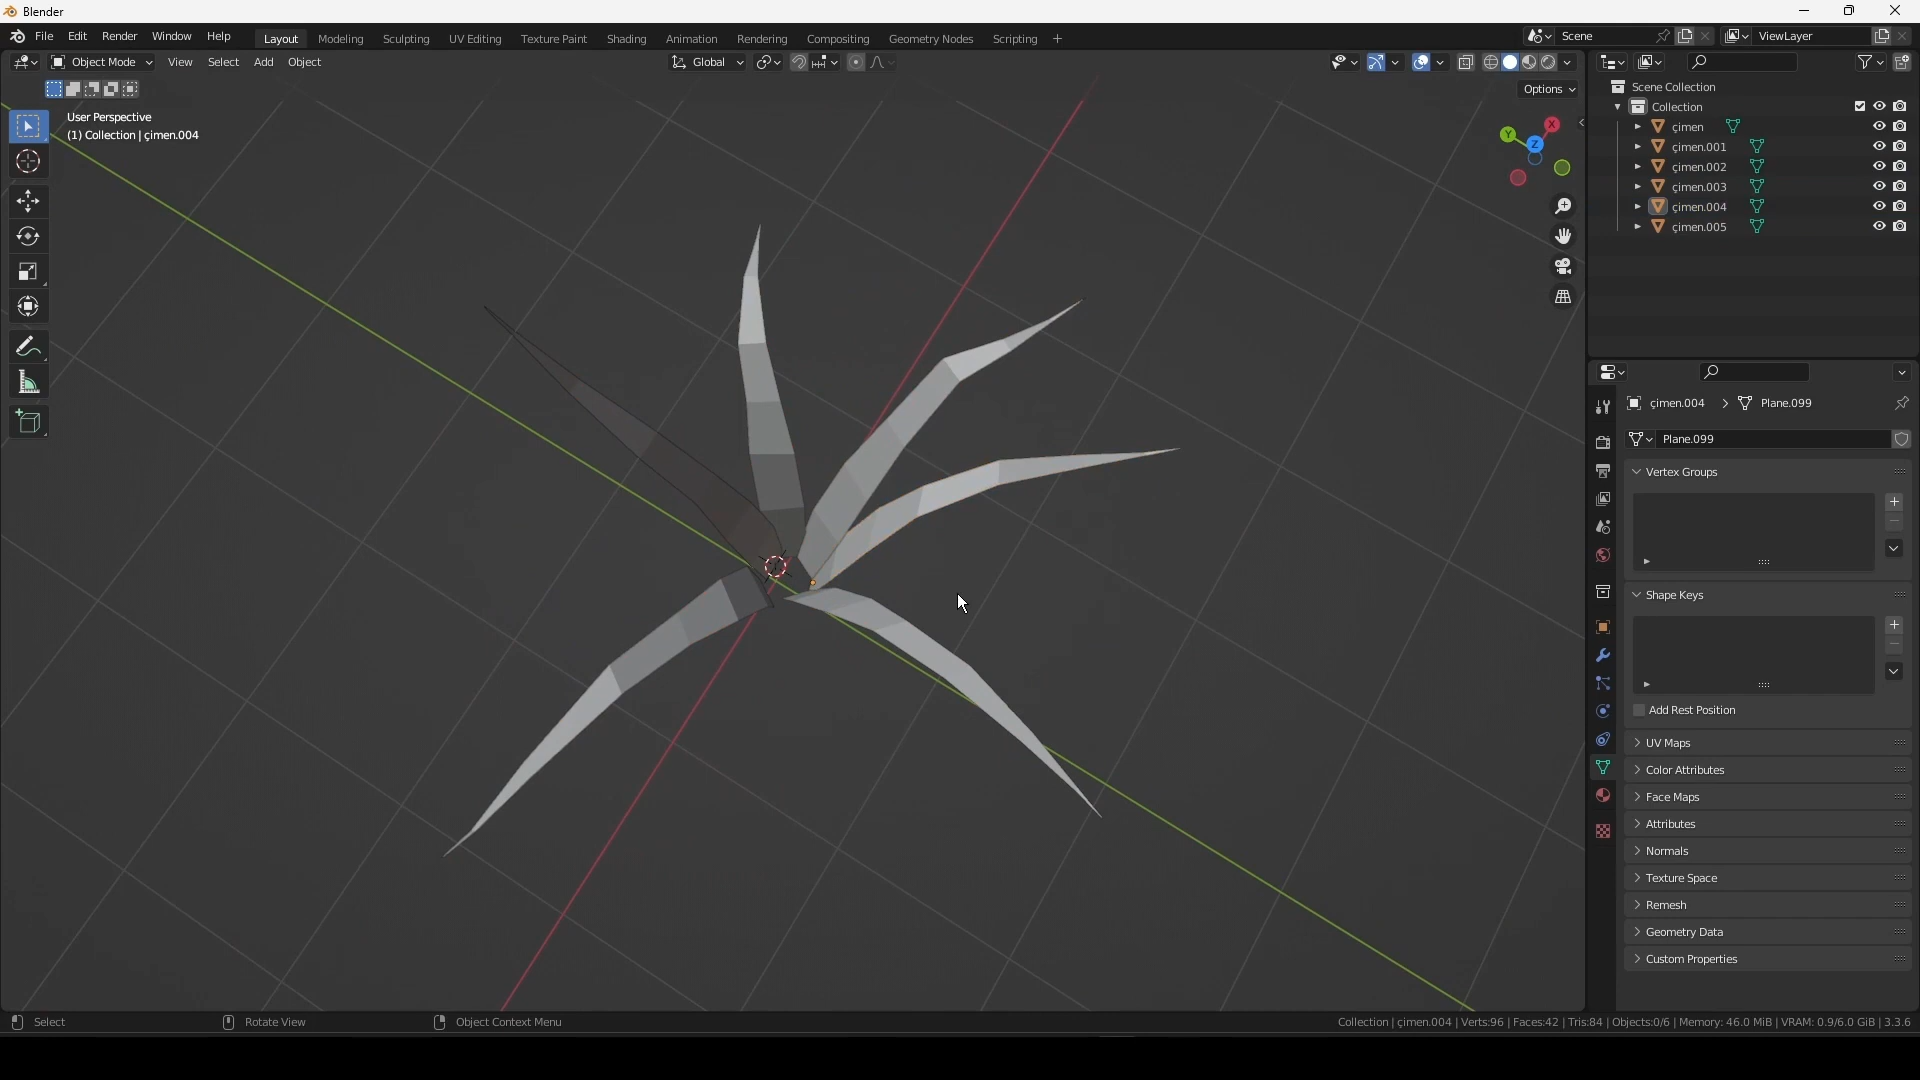 Blender
File Edit Render Window Help
Layout Modeling Sculpting UV Editing Texture Paint Shading Animation Rendering Compositing Geometry Nodes Scripting +
Scene
ViewLayer
Object Mode View Select Add Object
Global
Options
User Perspective
(1) Collection | çimen.004
X
Y
Z
Scene Collection
Collection
çimen
çimen.001
çimen.002
çimen.003
çimen.004
çimen.005
çimen.004 > Plane.099
Plane.099
Vertex Groups
Shape Keys
Add Rest Position
UV Maps
Color Attributes
Face Maps
Attributes
Normals
Texture Space
Remesh
Geometry Data
Custom Properties
Select
Rotate View
Object Context Menu
Collection | çimen.004 | Verts:96 | Faces:42 | Tris:84 | Objects:0/6 | Memory: 46.0 MiB | VRAM: 0.9/6.0 GiB | 3.3.6